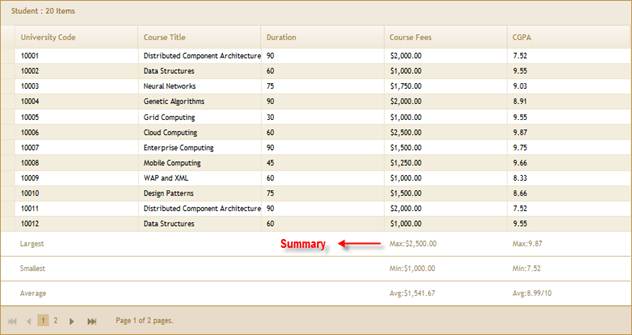 Student : 20 Items
University Code Course Title Duration Course Fees CGPA
10001 Distributed Component Architecture 90 $2,000.00 7.52
10002 Data Structures 60 $1,000.00 9.55
10003 Neural Networks 75 $1,750.00 9.03
10004 Genetic Algorithms 90 $2,000.00 8.91
10005 Grid Computing 30 $1,000.00 9.55
10006 Cloud Computing 60 $2,500.00 9.87
10007 Enterprise Computing 90 $1,500.00 9.75
10008 Mobile Computing 45 $1,250.00 9.66
10009 WAP and XML 60 $1,000.00 8.33
10010 Design Patterns 75 $1,500.00 8.66
10011 Distributed Component Architecture 90 $2,000.00 7.52
10012 Data Structures 60 $1,000.00 9.55
Largest Summary Max:$2,500.00 Max:9.87
Smallest Min:$1,000.00 Min:7.52
Average Avg:$1,541.67 Avg:8.99/10
1 2 Page 1 of 2 pages.